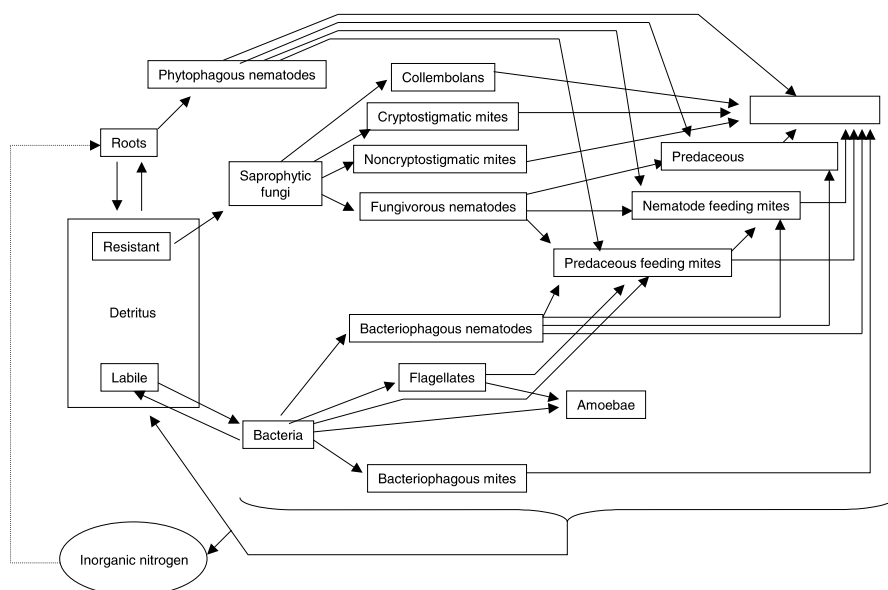 Phytophagous nematodes
Collembolans
Cryptostigmatic mites
Roots
Noncryptostigmatic mites
Predaceous
Saprophytic
fungi
Fungivorous nematodes
Nematode feeding mites
Resistant
Predaceous feeding mites
Detritus
Bacteriophagous nematodes
Labile
Flagellates
Amoebae
Bacteria
Bacteriophagous mites
Inorganic nitrogen